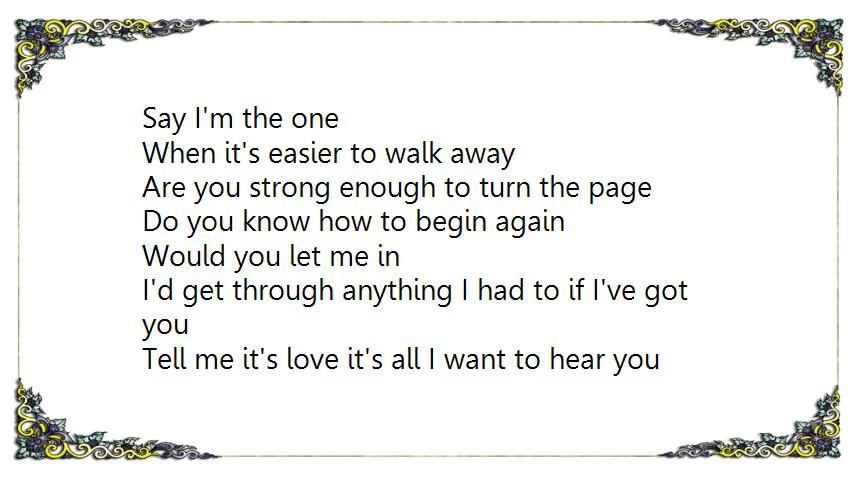 Say I'm the one
When it's easier to walk away
Are you strong enough to turn the page
Do you know how to begin again
Would you let me in
I'd get through anything I had to if I've got
you
Tell me it's love it's all I want to hear you